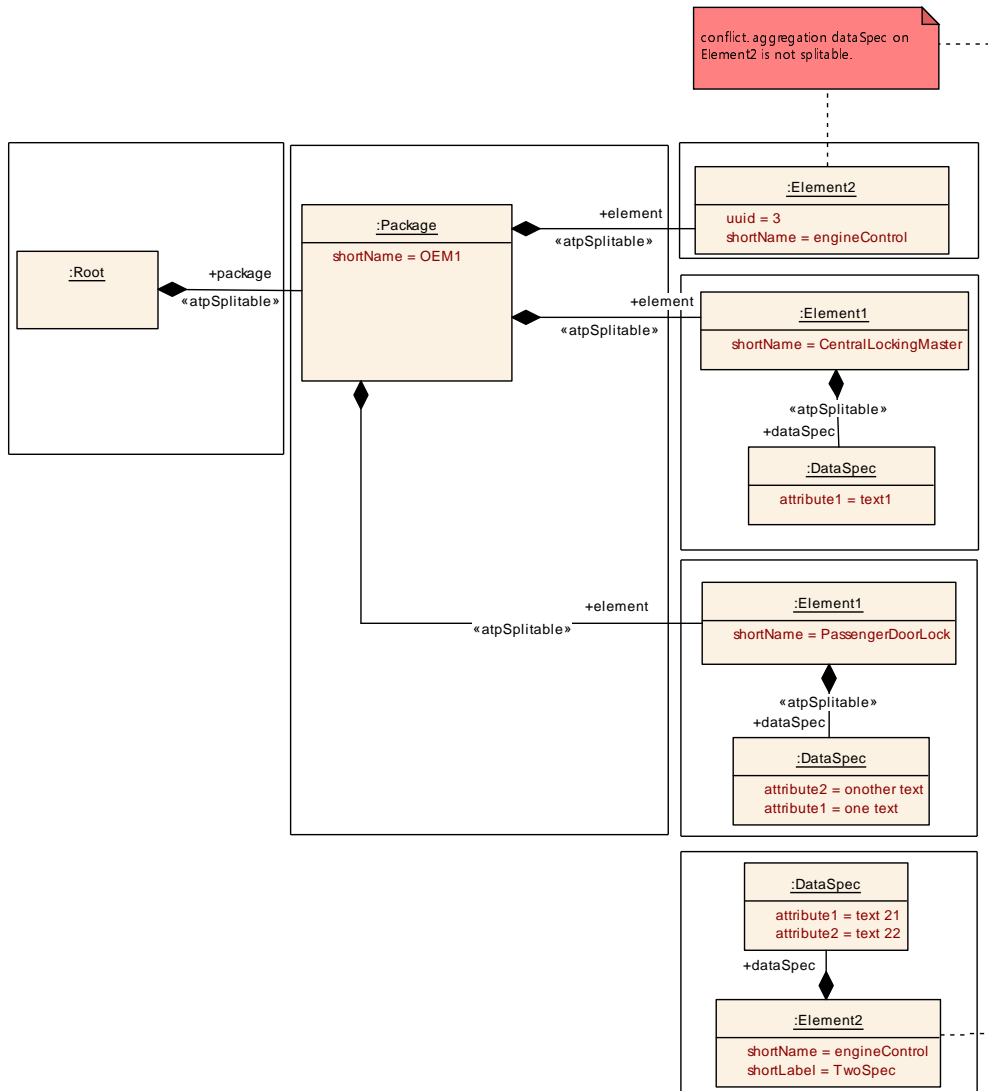 conflict. aggregation dataSpec on
Element2 is not splitable.
:Element2
uuid = 3
shortName = engineControl
:Package
shortName = OEM1
+element
«atpSplitable»
:Root
+package
«atpSplitable»
+element
«atpSplitable»
:Element1
shortName = CentralLockingMaster
«atpSplitable»
+dataSpec
:DataSpec
attribute1 = text1
+element
«atpSplitable»
:Element1
shortName = PassengerDoorLock
«atpSplitable»
+dataSpec
:DataSpec
attribute2 = onother text
attribute1 = one text
:DataSpec
attribute1 = text 21
attribute2 = text 22
+dataSpec
:Element2
shortName = engineControl
shortLabel = TwoSpec